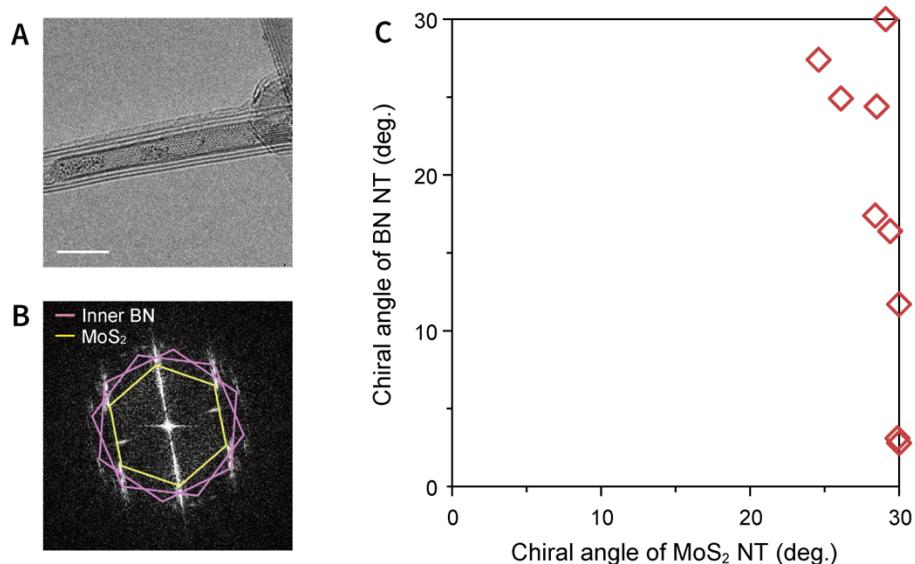 A
B
Inner BN
MoS₂
C
Chiral angle of BN NT (deg.)
30
20
10
0
0
10
20
30
Chiral angle of MoS₂ NT (deg.)